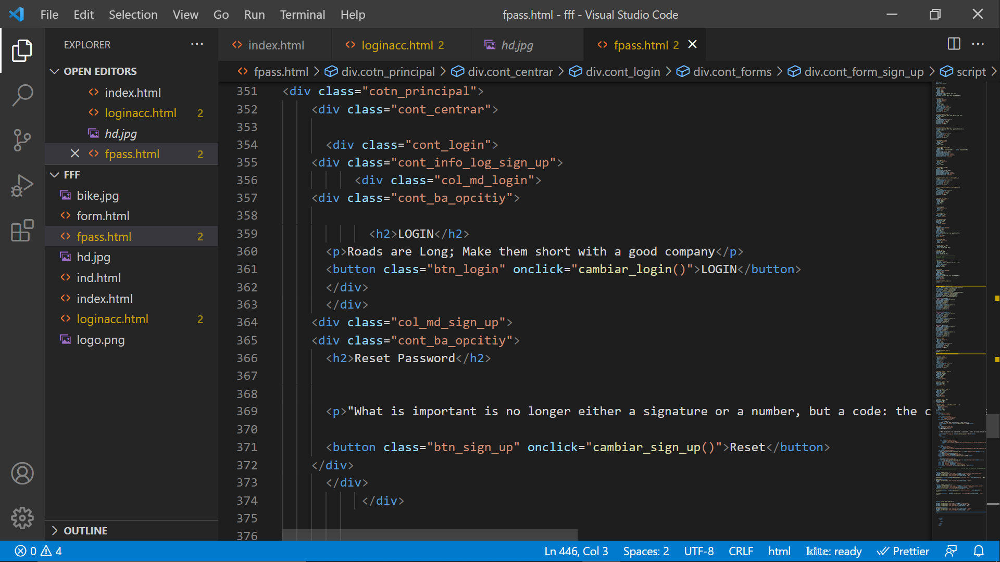 File Edit Selection View Go Run Terminal Help
fpass.html - fff - Visual Studio Code
EXPLORER
OPEN EDITORS
index.html
loginacc.html 2
hd.jpg
fpass.html 2
FFF
bike.jpg
form.html
fpass.html 2
hd.jpg
ind.html
index.html
loginacc.html 2
logo.png
OUTLINE
index.html
loginacc.html 2
hd.jpg
fpass.html 2
fpass.html > div.cotn_principal > div.cont_centrar > div.cont_login > div.cont_forms > div.cont_form_sign_up > script >
351 <div class="cotn_principal">
352 <div class="cont_centrar">
353
354 <div class="cont_login">
355 <div class="cont_info_log_sign_up">
356 <div class="col_md_login">
357 <div class="cont_ba_opcitiy">
358
359 <h2>LOGIN</h2>
360 <p>Roads are Long; Make them short with a good company</p>
361 <button class="btn_login" onclick="cambiar_login()">LOGIN</button>
362 </div>
363 </div>
364 <div class="col_md_sign_up">
365 <div class="cont_ba_opcitiy">
366 <h2>Reset Password</h2>
367
368
369 <p>"What is important is no longer either a signature or a number, but a code: the c
370
371 <button class="btn_sign_up" onclick="cambiar_sign_up()">Reset</button>
372 </div>
373 </div>
374 </div>
375
376
0 4
Ln 446, Col 3 Spaces: 2 UTF-8 CRLF html kite: ready Prettier